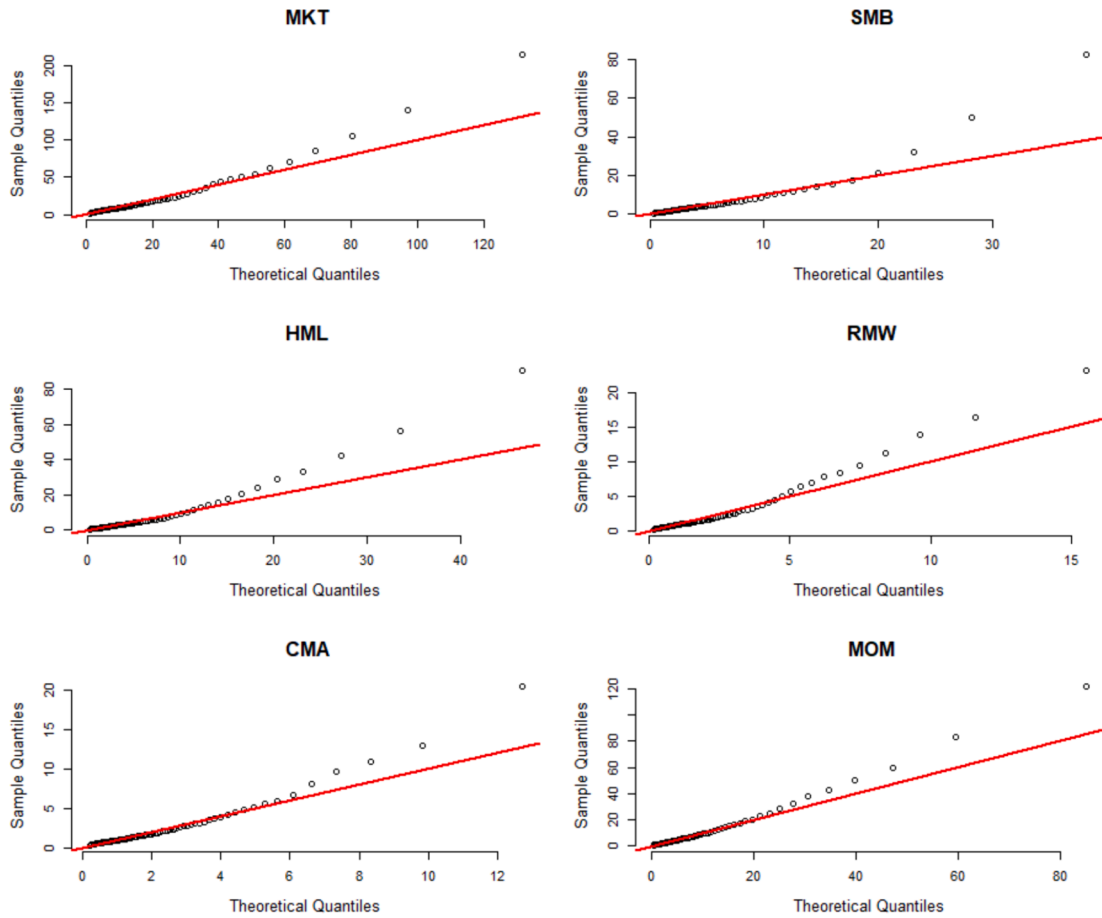 MKT
Sample Quantiles
0 50 100 150 200
0 20 40 60 80 100 120
Theoretical Quantiles
SMB
Sample Quantiles
0 20 40 60 80
0 10 20 30
Theoretical Quantiles
HML
Sample Quantiles
0 20 40 60 80
0 10 20 30 40
Theoretical Quantiles
RMW
Sample Quantiles
0 5 10 15 20
0 5 10 15
Theoretical Quantiles
CMA
Sample Quantiles
0 5 10 15 20
0 2 4 6 8 10 12
Theoretical Quantiles
MOM
Sample Quantiles
0 20 40 60 80 120
0 20 40 60 80
Theoretical Quantiles